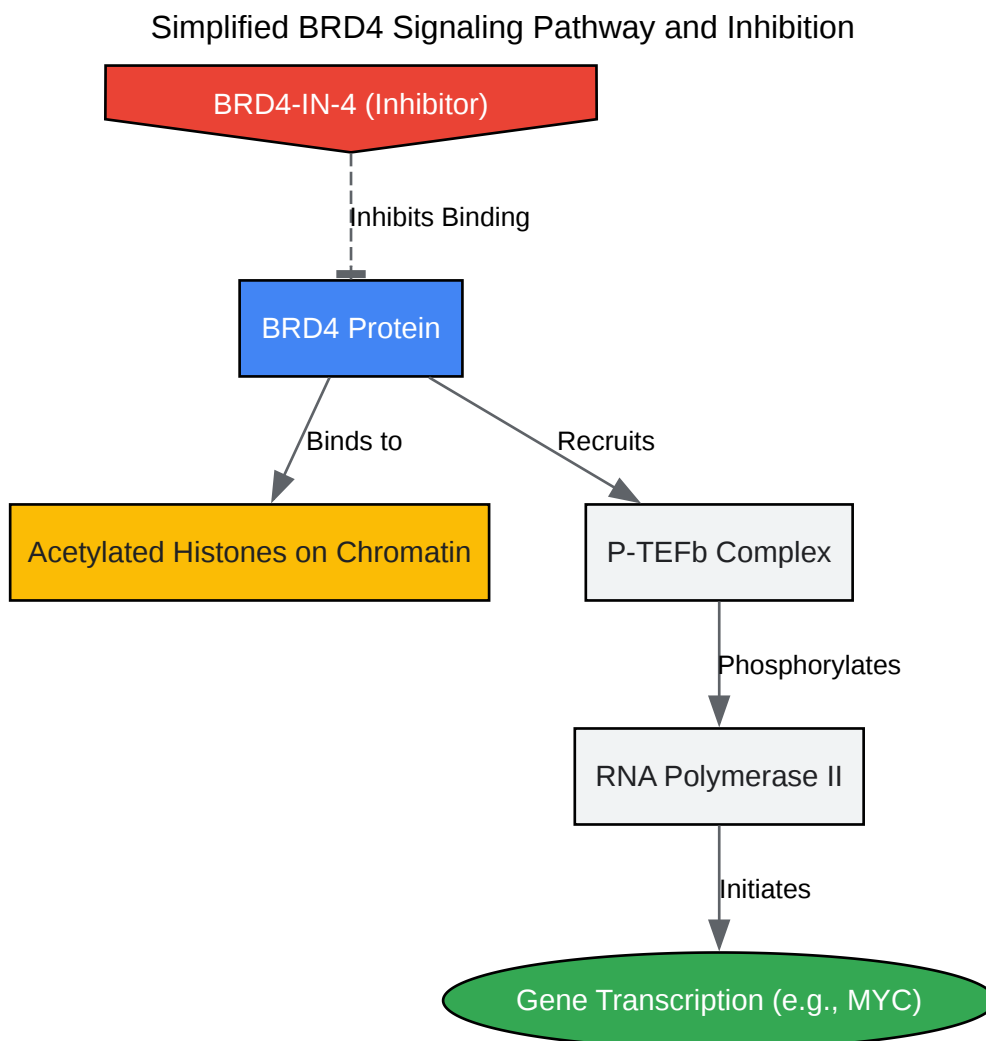 Simplified BRD4 Signaling Pathway and Inhibition
BRD4-IN-4 (Inhibitor)
Inhibits Binding
BRD4 Protein
Binds to
Recruits
Acetylated Histones on Chromatin
P-TEFb Complex
Phosphorylates
RNA Polymerase II
Initiates
Gene Transcription (e.g., MYC)